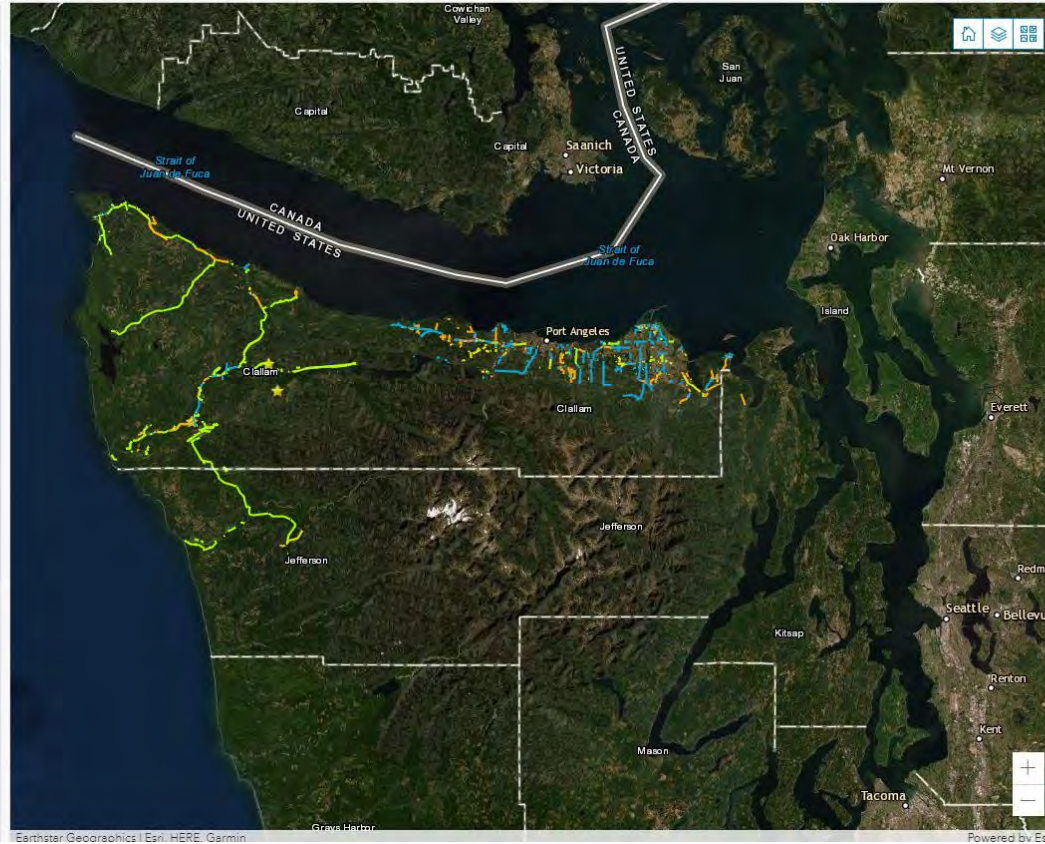 Cowichan
Valley
San
Juan
UNITED STATES
CANADA
Capital
Capital
Saanich
Victoria
Mt Vernon
Strait of
Juan de Fuca
CANADA
UNITED STATES
Oak Harbor
Strait of
Juan de Fuca
Island
Port Angeles
Clallam
Clallam
Everett
Jefferson
Jefferson
Redm
Seattle
Bellevu
Kitsap
Renton
Kent
Mason
Tacoma
Grays Harbor
Earthstar Geographics | Esri, HERE, Garmin
Powered by Es